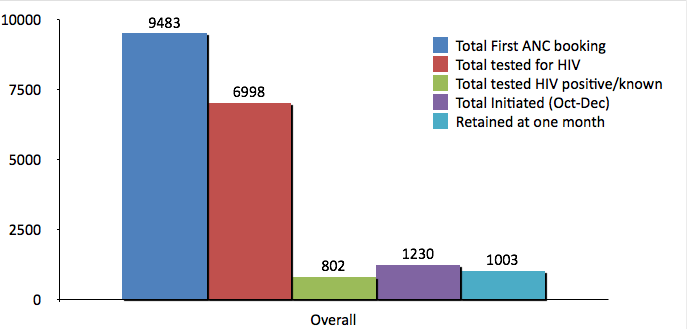 10000
7500
5000
2500
0
9483
6998
802
1230
1003
Total First ANC booking
Total tested for HIV
Total tested HIV positive/known
Total Initiated (Oct-Dec)
Retained at one month
Overall